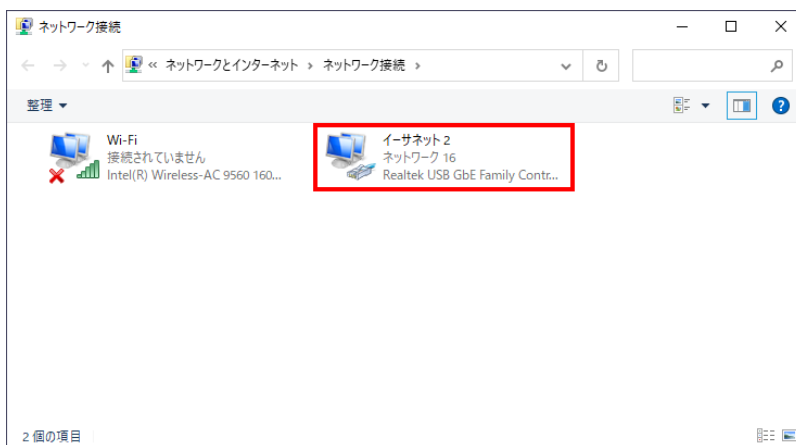 ネットワーク接続
« ネットワークとインターネット › ネットワーク接続 ›
整理
Wi-Fi
接続されていません
Intel(R) Wireless-AC 9560 160...
イーサネット 2
ネットワーク 16
Realtek USB GbE Family Contr...
2 個の項目